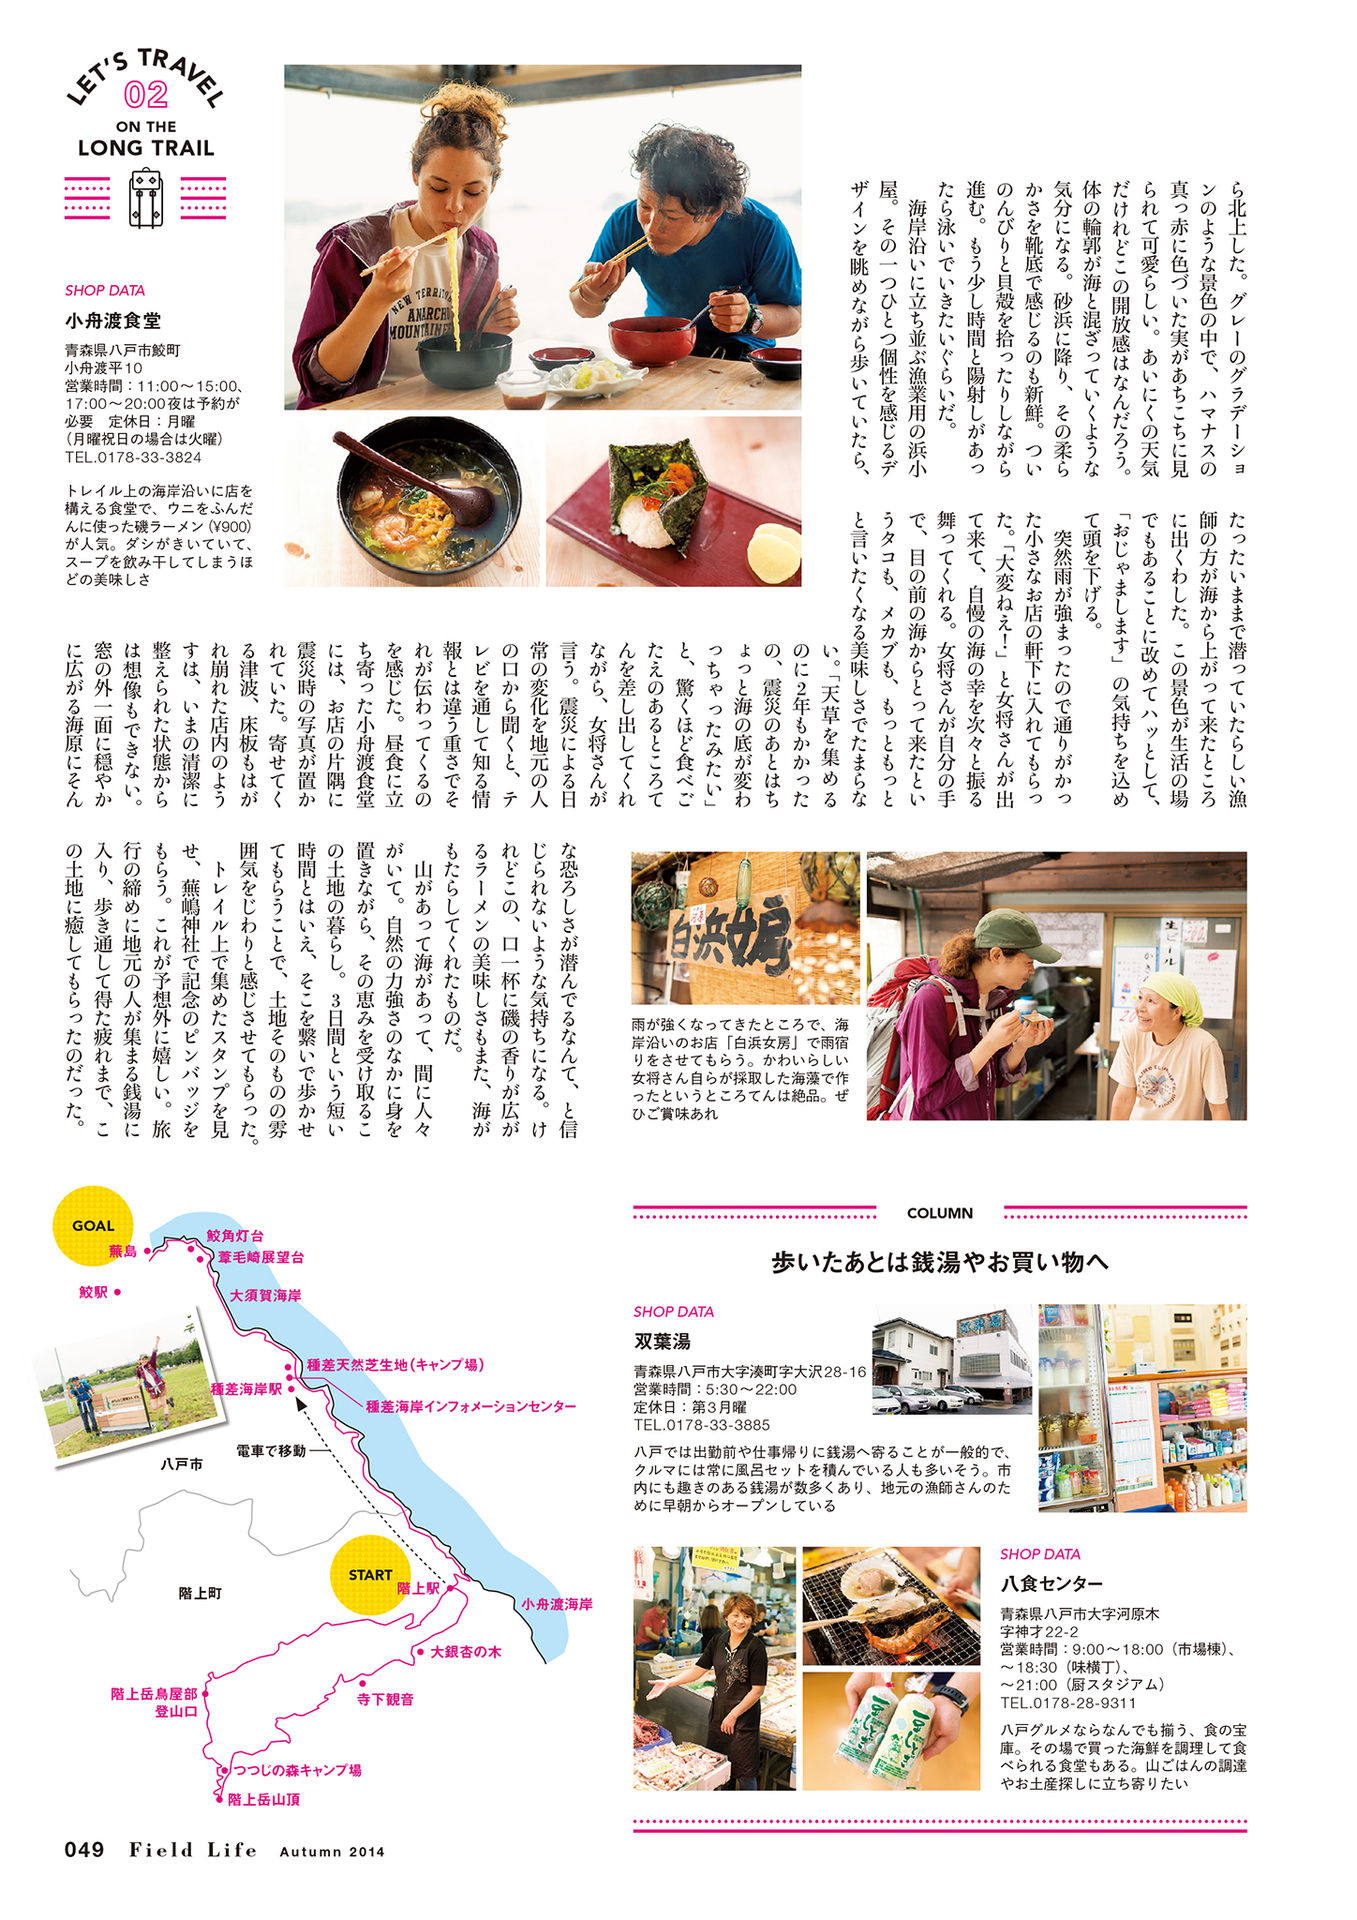 LET'S TRAVEL
02
ON THE
LONG TRAIL
SHOP DATA
小舟渡食堂
青森県八戸市鮫町
小舟渡平10
営業時間：11:00〜15:00、
17:00〜20:00夜は予約が
必要　定休日：月曜
（月曜祝日の場合は火曜）
TEL.0178-33-3824
トレイル上の海岸沿いに店を
構える食堂で、ウニをふんだ
んに使った磯ラーメン（¥900）
が人気。ダシがきいていて、
スープを飲み干してしまうほ
どの美味しさ
NEW TERRITORY
ANARCHY
MOUNTAINEERS
ら北上した。グレーのグラデーショ
ンのような景色の中で、ハマナスの
真っ赤に色づいた実があちこちに見
られて可愛らしい。あいにくの天気
だけれどこの開放感はなんだろう。
体の輪郭が海と混ざっていくような
気分になる。砂浜に降り、その柔ら
かさを靴底で感じるのも新鮮。つい
のんびりと貝殻を拾ったりしながら
進む。もう少し時間と陽射しがあっ
たら泳いでいきたいぐらいだ。
　海岸沿いに立ち並ぶ漁業用の浜小
屋。その一つひとつ個性を感じるデ
ザインを眺めながら歩いていたら、
たったいままで潜っていたらしい漁
師の方が海から上がって来たところ
に出くわした。この景色が生活の場
でもあることに改めてハッとして、
「おじゃまします」の気持ちを込め
て頭を下げる。
　突然雨が強まったので通りがかっ
た小さなお店の軒下に入れてもらっ
た。「大変ねえ！」と女将さんが出
て来て、自慢の海の幸を次々と振る
舞ってくれる。女将さんが自分の手
で、目の前の海からとって来たとい
うタコも、メカブも、もっともっと
と言いたくなる美味しさでたまらな
い。「天草を集める
のに2年もかかった
の、震災のあとはち
ょっと海の底が変わ
っちゃったみたい」
と、驚くほど食べご
たえのあるところて
んを差し出してくれ
ながら、女将さんが
言う。震災による日
常の変化を地元の人
の口から聞くと、テ
レビを通して知る情
報とは違う重さでそ
れが伝わってくるの
を感じた。昼食に立
ち寄った小舟渡食堂
には、お店の片隅に
震災時の写真が置か
れていた。寄せてく
る津波、床板もはが
れ崩れた店内のよう
すは、いまの清潔に
整えられた状態から
は想像もできない。
窓の外一面に穏やか
に広がる海原にそん
な恐ろしさが潜んでるなんて、と信
じられないような気持ちになる。け
れどこの、口一杯に磯の香りが広が
るラーメンの美味しさもまた、海が
もたらしてくれたものだ。
　山があって海があって、間に人々
がいて。自然の力強さのなかに身を
置きながら、その恵みを受け取るこ
の土地の暮らし。3日間という短い
時間とはいえ、そこを繋いで歩かせ
てもらうことで、土地そのものの雰
囲気をじわりと感じさせてもらった。
　トレイル上で集めたスタンプを見
せ、蕪嶋神社で記念のピンバッジを
もらう。これが予想外に嬉しい。旅
行の締めに地元の人が集まる銭湯に
入り、歩き通して得た疲れまで、こ
の土地に癒してもらったのだった。
白浜女房
生ビール
雨が強くなってきたところで、海
岸沿いのお店「白浜女房」で雨宿
りをさせてもらう。かわいらしい
女将さん自らが採取した海藻で作
ったというところてんは絶品。ぜ
ひご賞味あれ
GOAL
蕪島
鮫角灯台
葦毛崎展望台
鮫駅
大須賀海岸
種差天然芝生地（キャンプ場）
種差海岸駅
種差海岸インフォメーションセンター
電車で移動
八戸市
START
階上駅
階上町
小舟渡海岸
大銀杏の木
寺下観音
階上岳鳥屋部
登山口
つつじの森キャンプ場
階上岳山頂
COLUMN
歩いたあとは銭湯やお買い物へ
SHOP DATA
双葉湯
青森県八戸市大字湊町字大沢28-16
営業時間：5:30〜22:00
定休日：第3月曜
TEL.0178-33-3885
八戸では出勤前や仕事帰りに銭湯へ寄ることが一般的で、
クルマには常に風呂セットを積んでいる人も多いそう。市
内にも趣きのある銭湯が数多くあり、地元の漁師さんのた
めに早朝からオープンしている
双葉湯
SHOP DATA
八食センター
青森県八戸市大字河原木
字神才22-2
営業時間：9:00〜18:00（市場棟）、
〜18:30（味横丁）、
〜21:00（厨スタジアム）
TEL.0178-28-9311
八戸グルメならなんでも揃う、食の宝
庫。その場で買った海鮮を調理して食
べられる食堂もある。山ごはんの調達
やお土産探しに立ち寄りたい
049 Field Life Autumn 2014